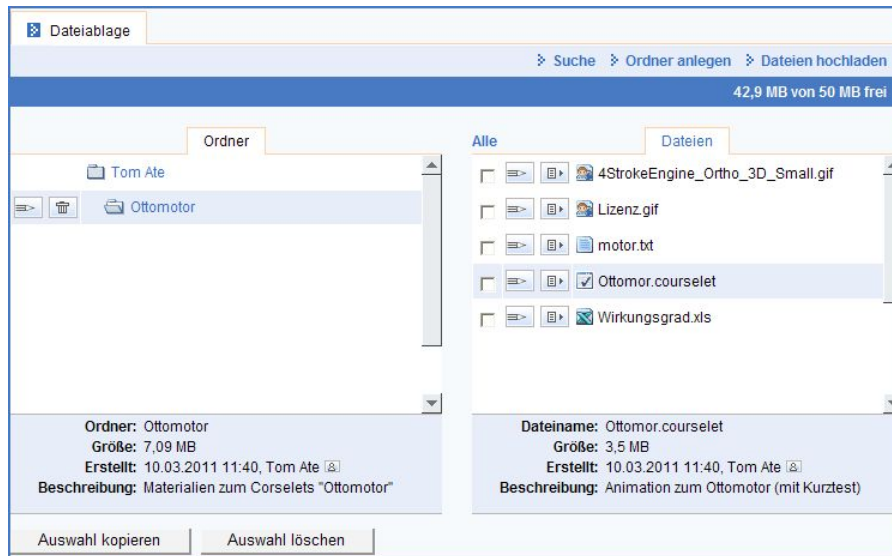 Dateiablage
Suche Ordner anlegen Dateien hochladen
42,9 MB von 50 MB frei
Ordner
Tom Ate
Ottomotor
Ordner: Ottomotor
Größe: 7,09 MB
Erstellt: 10.03.2011 11:40, Tom Ate
Beschreibung: Materialien zum Corselets "Ottomotor"
Alle Dateien
4StrokeEngine_Ortho_3D_Small.gif
Lizenz.gif
motor.txt
Ottomor.courselet
Wirkungsgrad.xls
Dateiname: Ottomor.courselet
Größe: 3,5 MB
Erstellt: 10.03.2011 11:40, Tom Ate
Beschreibung: Animation zum Ottomotor (mit Kurztest)
Auswahl kopieren Auswahl löschen